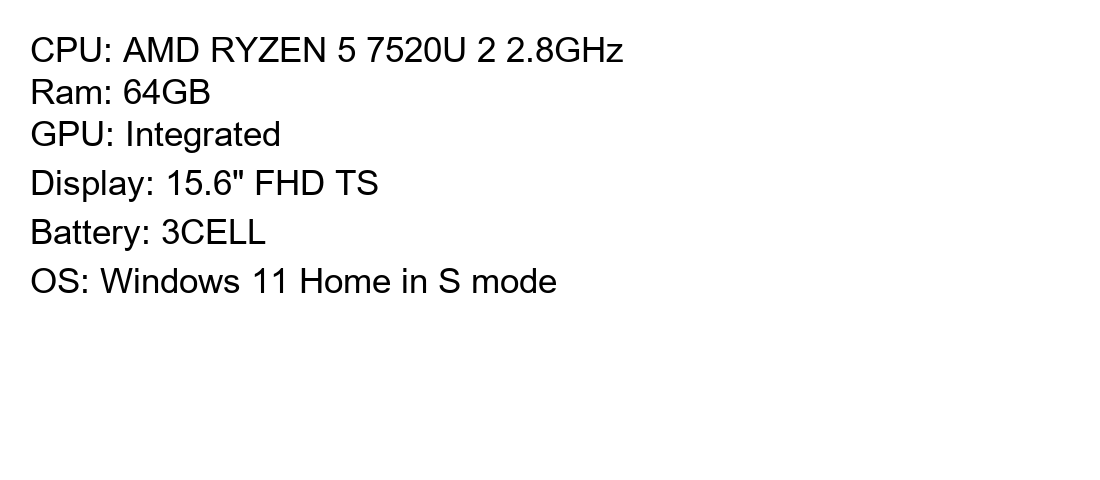 CPU: AMD RYZEN 5 7520U 2 2.8GHz
Ram: 64GB
GPU: Integrated
Display: 15.6" FHD TS
Battery: 3CELL
OS: Windows 11 Home in S mode